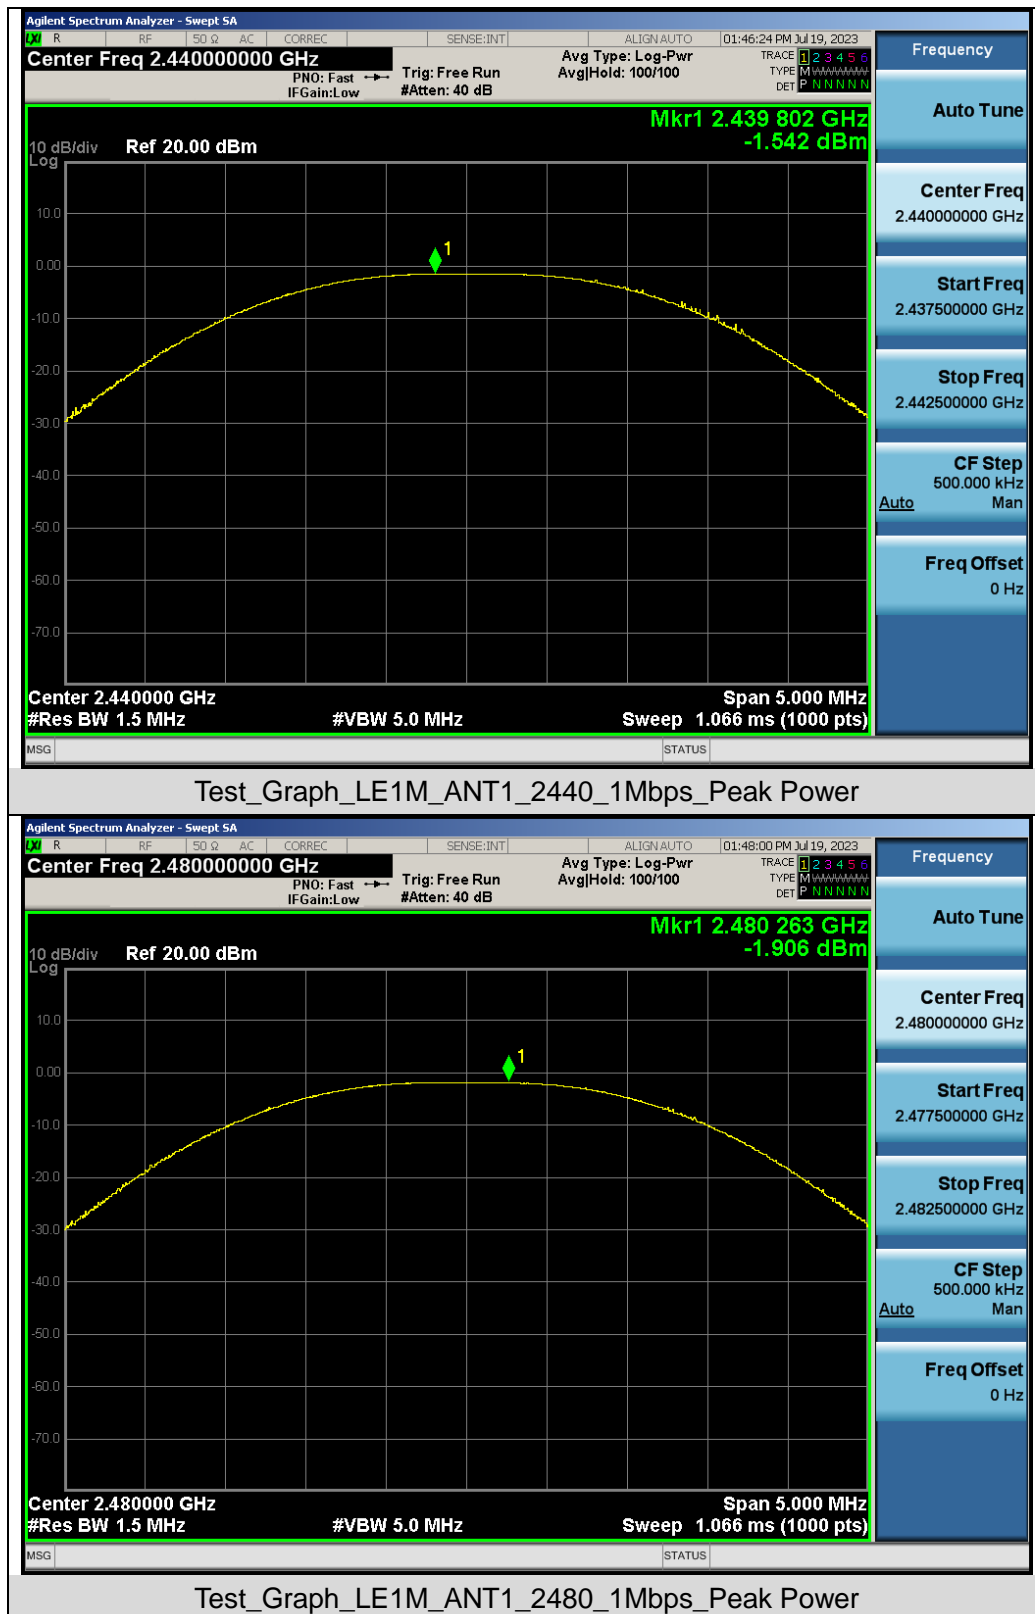 Agilent Spectrum Analyzer - Swept SA
LXI R RF 50 Ω AC CORREC SENSE:INT ALIGN AUTO 01:46:24 PM Jul 19, 2023
Center Freq 2.440000000 GHz
PNO: Fast
IFGain:Low
Trig: Free Run
#Atten: 40 dB
Avg Type: Log-Pwr
Avg|Hold: 100/100
TRACE 1 2 3 4 5 6
TYPE M WWWWW
DET P N N N N N
Mkr1 2.439 802 GHz
-1.542 dBm
10 dB/div Ref 20.00 dBm
Log
10.0
1
0.00
-10.0
-20.0
-30.0
-40.0
-50.0
-60.0
-70.0
Center 2.440000 GHz Span 5.000 MHz
#Res BW 1.5 MHz #VBW 5.0 MHz Sweep 1.066 ms (1000 pts)
MSG STATUS
Frequency
Auto Tune
Center Freq
2.440000000 GHz
Start Freq
2.437500000 GHz
Stop Freq
2.442500000 GHz
CF Step
500.000 kHz
Auto Man
Freq Offset
0 Hz
Test_Graph_LE1M_ANT1_2440_1Mbps_Peak Power
Agilent Spectrum Analyzer - Swept SA
LXI R RF 50 Ω AC CORREC SENSE:INT ALIGN AUTO 01:48:00 PM Jul 19, 2023
Center Freq 2.480000000 GHz
PNO: Fast
IFGain:Low
Trig: Free Run
#Atten: 40 dB
Avg Type: Log-Pwr
Avg|Hold: 100/100
TRACE 1 2 3 4 5 6
TYPE M WWWWW
DET P N N N N N
Mkr1 2.480 263 GHz
-1.906 dBm
10 dB/div Ref 20.00 dBm
Log
10.0
1
0.00
-10.0
-20.0
-30.0
-40.0
-50.0
-60.0
-70.0
Center 2.480000 GHz Span 5.000 MHz
#Res BW 1.5 MHz #VBW 5.0 MHz Sweep 1.066 ms (1000 pts)
MSG STATUS
Frequency
Auto Tune
Center Freq
2.480000000 GHz
Start Freq
2.477500000 GHz
Stop Freq
2.482500000 GHz
CF Step
500.000 kHz
Auto Man
Freq Offset
0 Hz
Test_Graph_LE1M_ANT1_2480_1Mbps_Peak Power